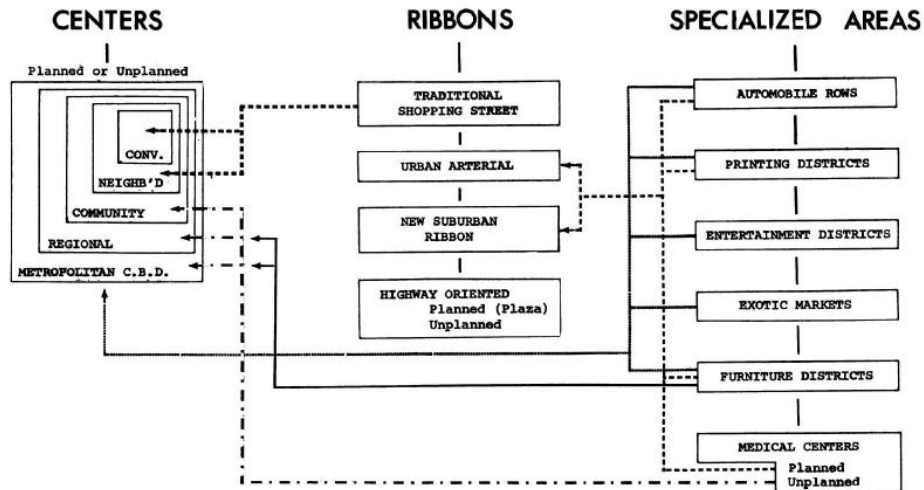 CENTERS
Planned or Unplanned
CONV.
NEIGHB'D
COMMUNITY
REGIONAL
METROPOLITAN C.B.D.
RIBBONS
TRADITIONAL
SHOPPING STREET
URBAN ARTERIAL
NEW SUBURBAN
RIBBON
HIGHWAY ORIENTED
Planned (Plaza)
Unplanned
SPECIALIZED AREAS
AUTOMOBILE ROWS
PRINTING DISTRICTS
ENTERTAINMENT DISTRICTS
EXOTIC MARKETS
FURNITURE DISTRICTS
MEDICAL CENTERS
Planned
Unplanned